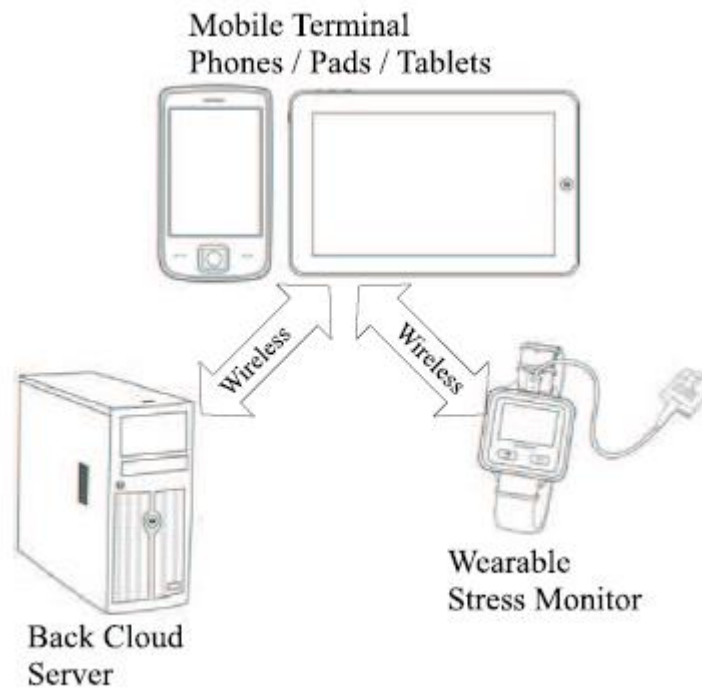 Mobile Terminal
Phones / Pads / Tablets
Wireless
Wireless
Wearable
Stress Monitor
Back Cloud
Server